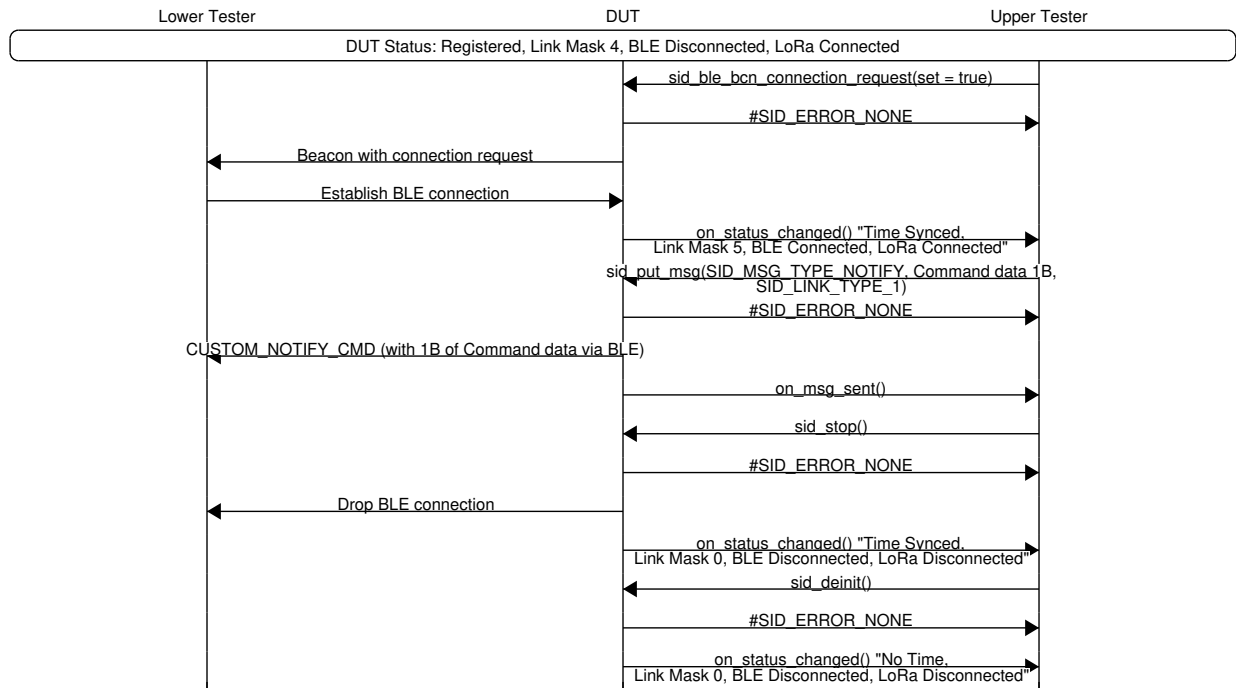 Lower Tester DUT Upper Tester
DUT Status: Registered, Link Mask 4, BLE Disconnected, LoRa Connected
sid_ble_bcn_connection_request(set = true)
#SID_ERROR_NONE
Beacon with connection request
Establish BLE connection
on_status_changed() "Time Synced,
Link Mask 5, BLE Connected, LoRa Connected"
sid_put_msg(SID_MSG_TYPE_NOTIFY, Command data 1B,
SID_LINK_TYPE_1)
#SID_ERROR_NONE
CUSTOM_NOTIFY_CMD (with 1B of Command data via BLE)
on_msg_sent()
sid_stop()
#SID_ERROR_NONE
Drop BLE connection
on_status_changed() "Time Synced,
Link Mask 0, BLE Disconnected, LoRa Disconnected"
sid_deinit()
#SID_ERROR_NONE
on_status_changed() "No Time,
Link Mask 0, BLE Disconnected, LoRa Disconnected"